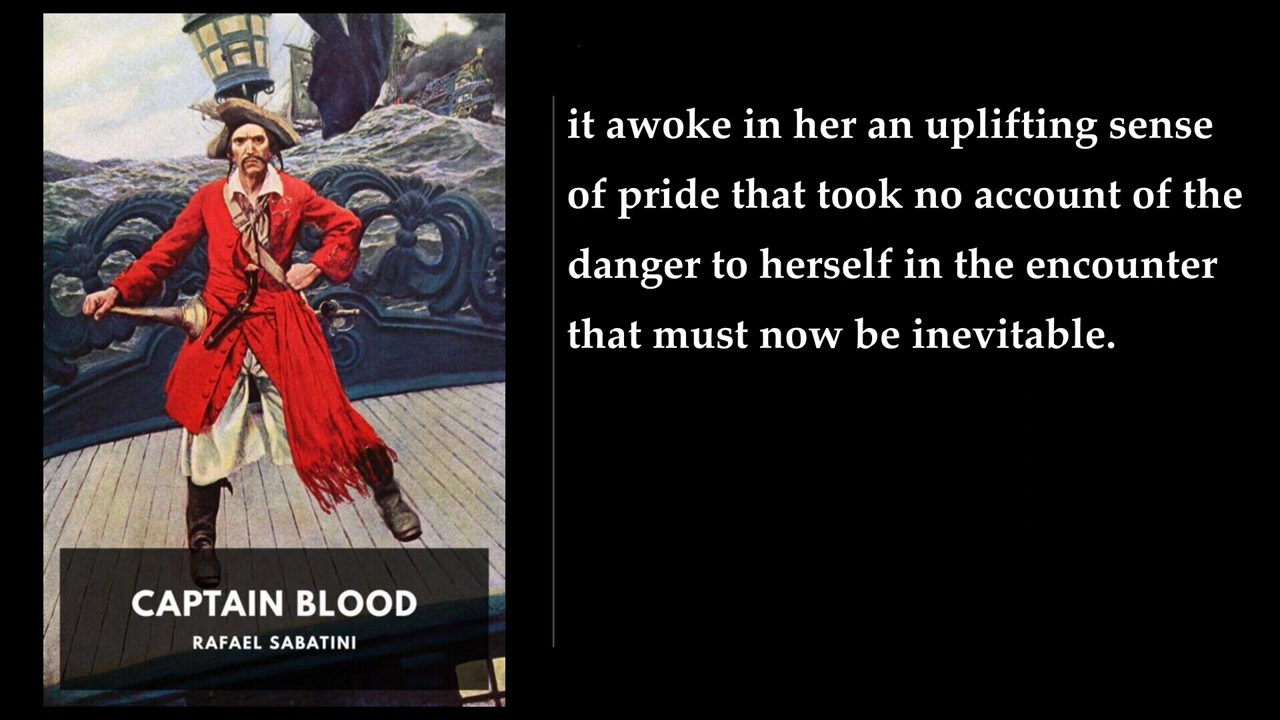 it awoke in her an uplifting sense
of pride that took no account of the
danger to herself in the encounter
that must now be inevitable.
CAPTAIN BLOOD
RAFAEL SABATINI